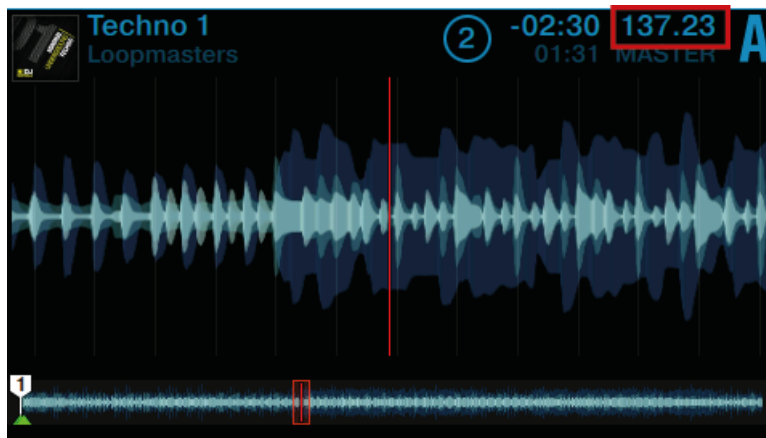 Techno 1
Loopmasters
2
-02:30
01:31
137.23
MASTER
A
1